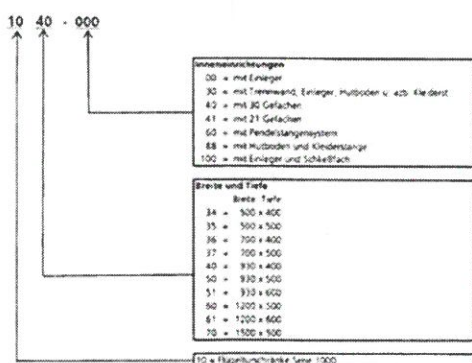 10 40 - 000
Inneneinrichtungen
00 = mit Einleger
30 = mit Trennwand, Einleger, Hutboden u. azb. Kleiderst
40 = mit 30 Gefachen
41 = mit 21 Gefachen
60 = mit Pendelstangensystem
88 = mit Hutboden und Kleiderstange
100 = mit Einleger und Schließfach
Breite und Tiefe
Breite Tiefe
34 = 500 x 400
35 = 500 x 500
36 = 700 x 400
37 = 700 x 500
40 = 930 x 400
50 = 930 x 500
51 = 930 x 600
60 = 1200 x 500
61 = 1200 x 600
70 = 1500 x 500
10 = Flügeltürschränke Serie 1000